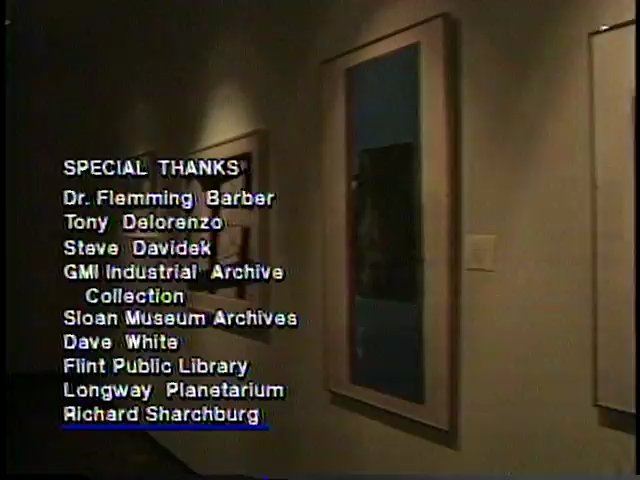 SPECIAL THANKS
Dr. Flemming Barber
Tony Delorenzo
Steve Davidek
GMI Industrial Archive
Collection
Sloan Museum Archives
Dave White
Flint Public Library
Longway Planetarium
Richard Sharchburg